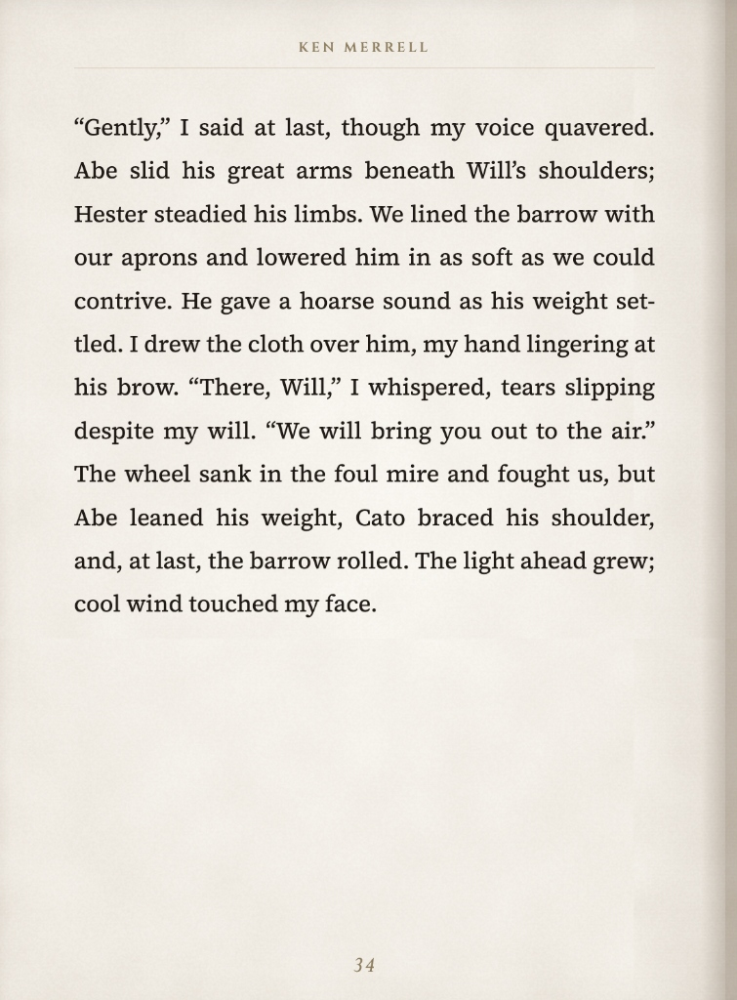 KEN MERRELL
“Gently,” I said at last, though my voice quavered.
Abe slid his great arms beneath Will’s shoulders;
Hester steadied his limbs. We lined the barrow with
our aprons and lowered him in as soft as we could
contrive. He gave a hoarse sound as his weight set-
tled. I drew the cloth over him, my hand lingering at
his brow. “There, Will,” I whispered, tears slipping
despite my will. “We will bring you out to the air.”
The wheel sank in the foul mire and fought us, but
Abe leaned his weight, Cato braced his shoulder,
and, at last, the barrow rolled. The light ahead grew;
cool wind touched my face.
34